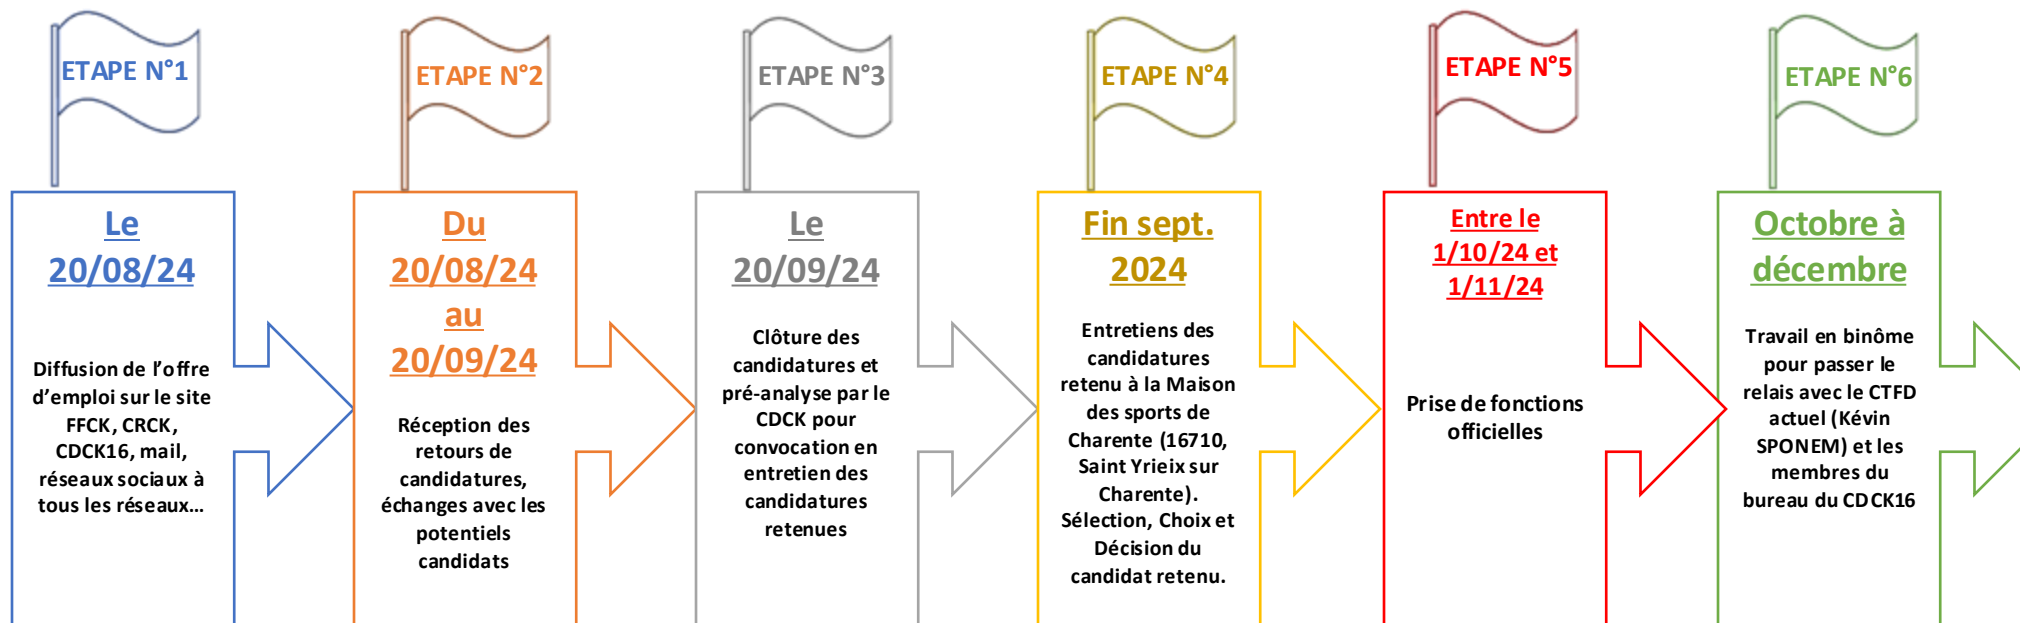 ETAPE N°1
Le
20/08/24
Diffusion de l'offre
d'emploi sur le site
FFCK, CRCK,
CDCK16, mail,
réseaux sociaux à
tous les réseaux…
ETAPE N°2
Du
20/08/24
au
20/09/24
Réception des
retours de
candidatures,
échanges avec les
potentiels
candidats
ETAPE N°3
Le
20/09/24
Clôture des
candidatures et
pré-analyse par le
CDCK pour
convocation en
entretien des
candidatures
retenues
ETAPE N°4
Fin sept.
2024
Entretiens des
candidatures
retenu à la Maison
des sports de
Charente (16710,
Saint Yrieix sur
Charente).
Sélection, Choix et
Décision du
candidat retenu.
ETAPE N°5
Entre le
1/10/24 et
1/11/24
Prise de fonctions
officielles
ETAPE N°6
Octobre à
décembre
Travail en binôme
pour passer le
relais avec le CTFD
actuel (Kévin
SPONEM) et les
membres du
bureau du CDCK16